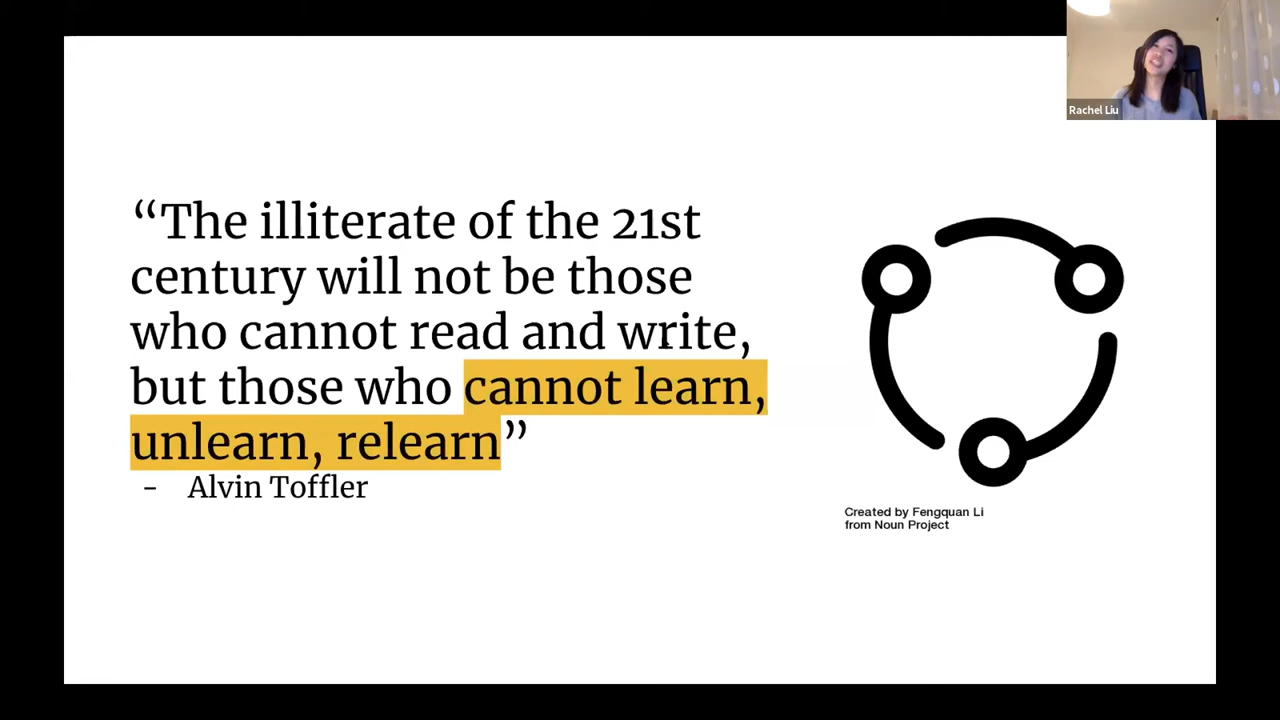 Rachel Liu
“The illiterate of the 21st
century will not be those
who cannot read and write,
but those who cannot learn,
unlearn, relearn”
- Alvin Toffler
Created by Fengquan Li
from Noun Project